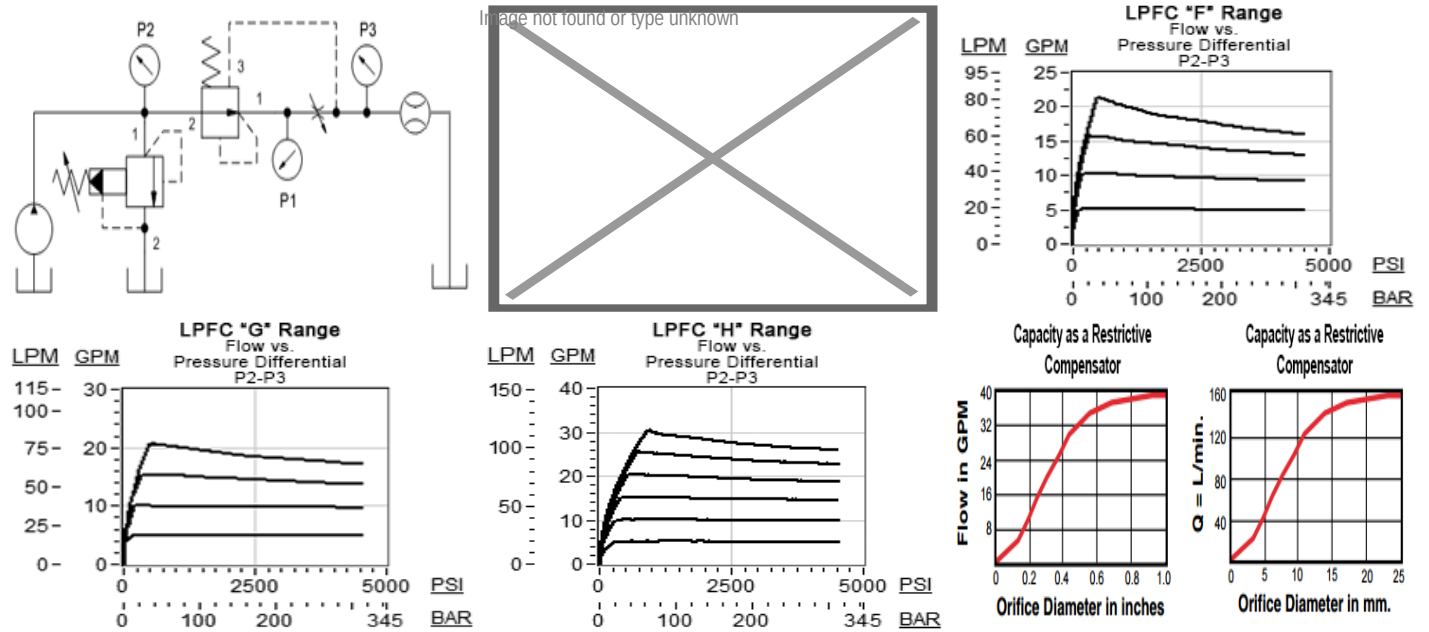 P2
P3
3
1
2
1
P1
2
Image not found or type unknown
LPFC "F" Range
Flow vs.
Pressure Differential
P2-P3
LPM GPM
95 25
80 20
60 15
40 10
20 5
0 0
0 2500 5000 PSI
0 100 200 345 BAR
LPFC "G" Range
Flow vs.
Pressure Differential
P2-P3
LPM GPM
115 30
100
75 20
50
10
25
0 0
0 2500 5000 PSI
0 100 200 345 BAR
LPFC "H" Range
Flow vs.
Pressure Differential
P2-P3
LPM GPM
150 40
30
100
20
50
10
0 0
0 2500 5000 PSI
0 100 200 345 BAR
Capacity as a Restrictive
Compensator
Flow in GPM
40
32
24
16
8
0 0.2 0.4 0.6 0.8 1.0
Orifice Diameter in inches
Capacity as a Restrictive
Compensator
Q = L/min.
160
120
80
40
0 5 10 15 20 25
Orifice Diameter in mm.